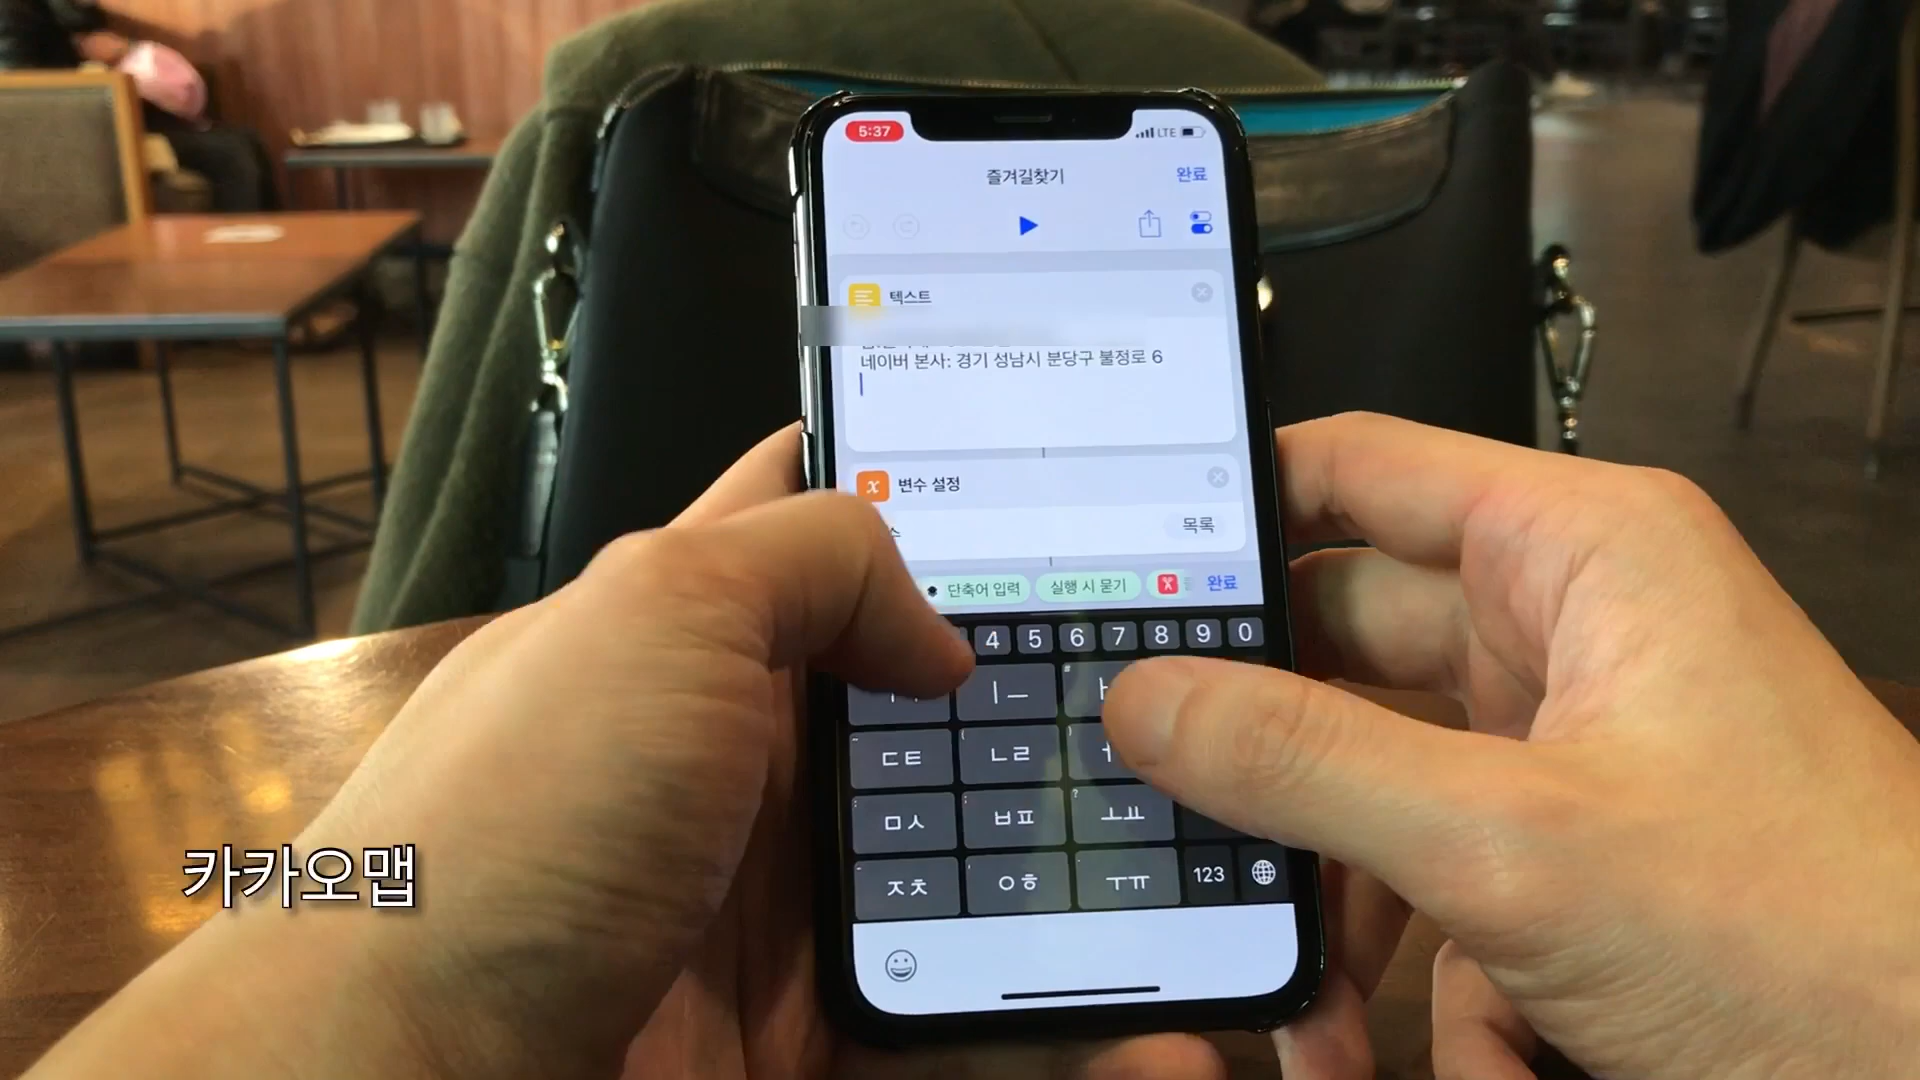 5:37
LTE
즐겨길찾기
완료
텍스트
네이버 본사: 경기 성남시 분당구 불정로 6
변수 설정
목록
단축어 입력
실행 시 묻기
완료
4 5 6 7 8 9 0
ㅣㅡ
ㄷㅌ ㄴㄹ
ㅁㅅ ㅂㅍ ㅗㅛ
ㅈㅊ ㅇㅎ ㅜㅠ 123
카카오맵